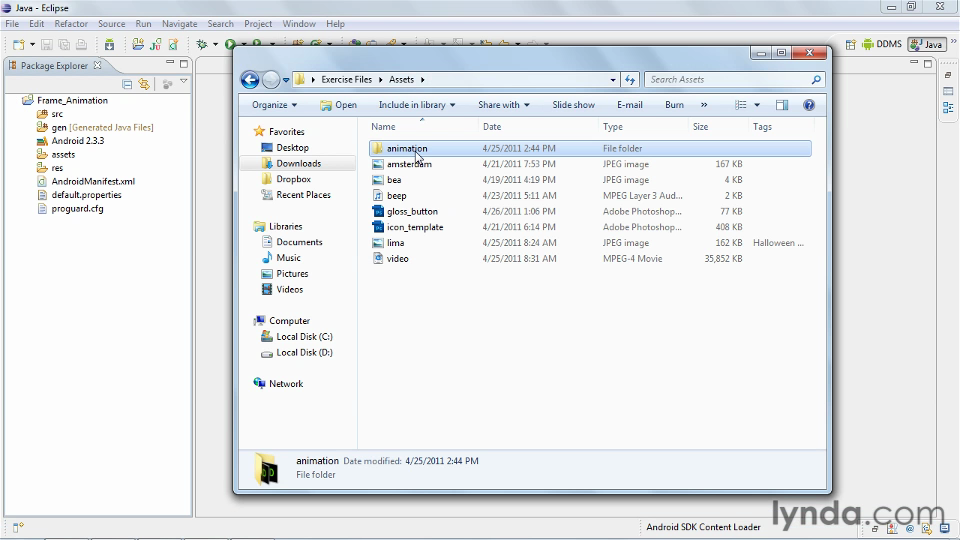 Java - Eclipse
File Edit Refactor Source Run Navigate Search Project Window Help
DDMS Java
Package Explorer
Frame_Animation
src
gen [Generated Java Files]
Android 2.3.3
assets
res
AndroidManifest.xml
default.properties
proguard.cfg
Exercise Files Assets
Search Assets
Organize Open Include in library Share with Slide show E-mail Burn »
Favorites
Desktop
Downloads
Dropbox
Recent Places
Libraries
Documents
Music
Pictures
Videos
Computer
Local Disk (C:)
Local Disk (D:)
Network
Name Date Type Size Tags
animation 4/25/2011 2:44 PM File folder
amsterdam 4/21/2011 7:53 PM JPEG image 167 KB
bea 4/19/2011 4:19 PM JPEG image 4 KB
beep 4/23/2011 5:11 AM MPEG Layer 3 Aud... 2 KB
gloss_button 4/26/2011 1:06 PM Adobe Photoshop... 77 KB
icon_template 4/21/2011 6:14 PM Adobe Photoshop... 408 KB
lima 4/25/2011 8:24 AM JPEG image 162 KB Halloween ...
video 4/25/2011 8:31 AM MPEG-4 Movie 35,852 KB
animation Date modified: 4/25/2011 2:44 PM
File folder
Android SDK Content Loader
lynda.com